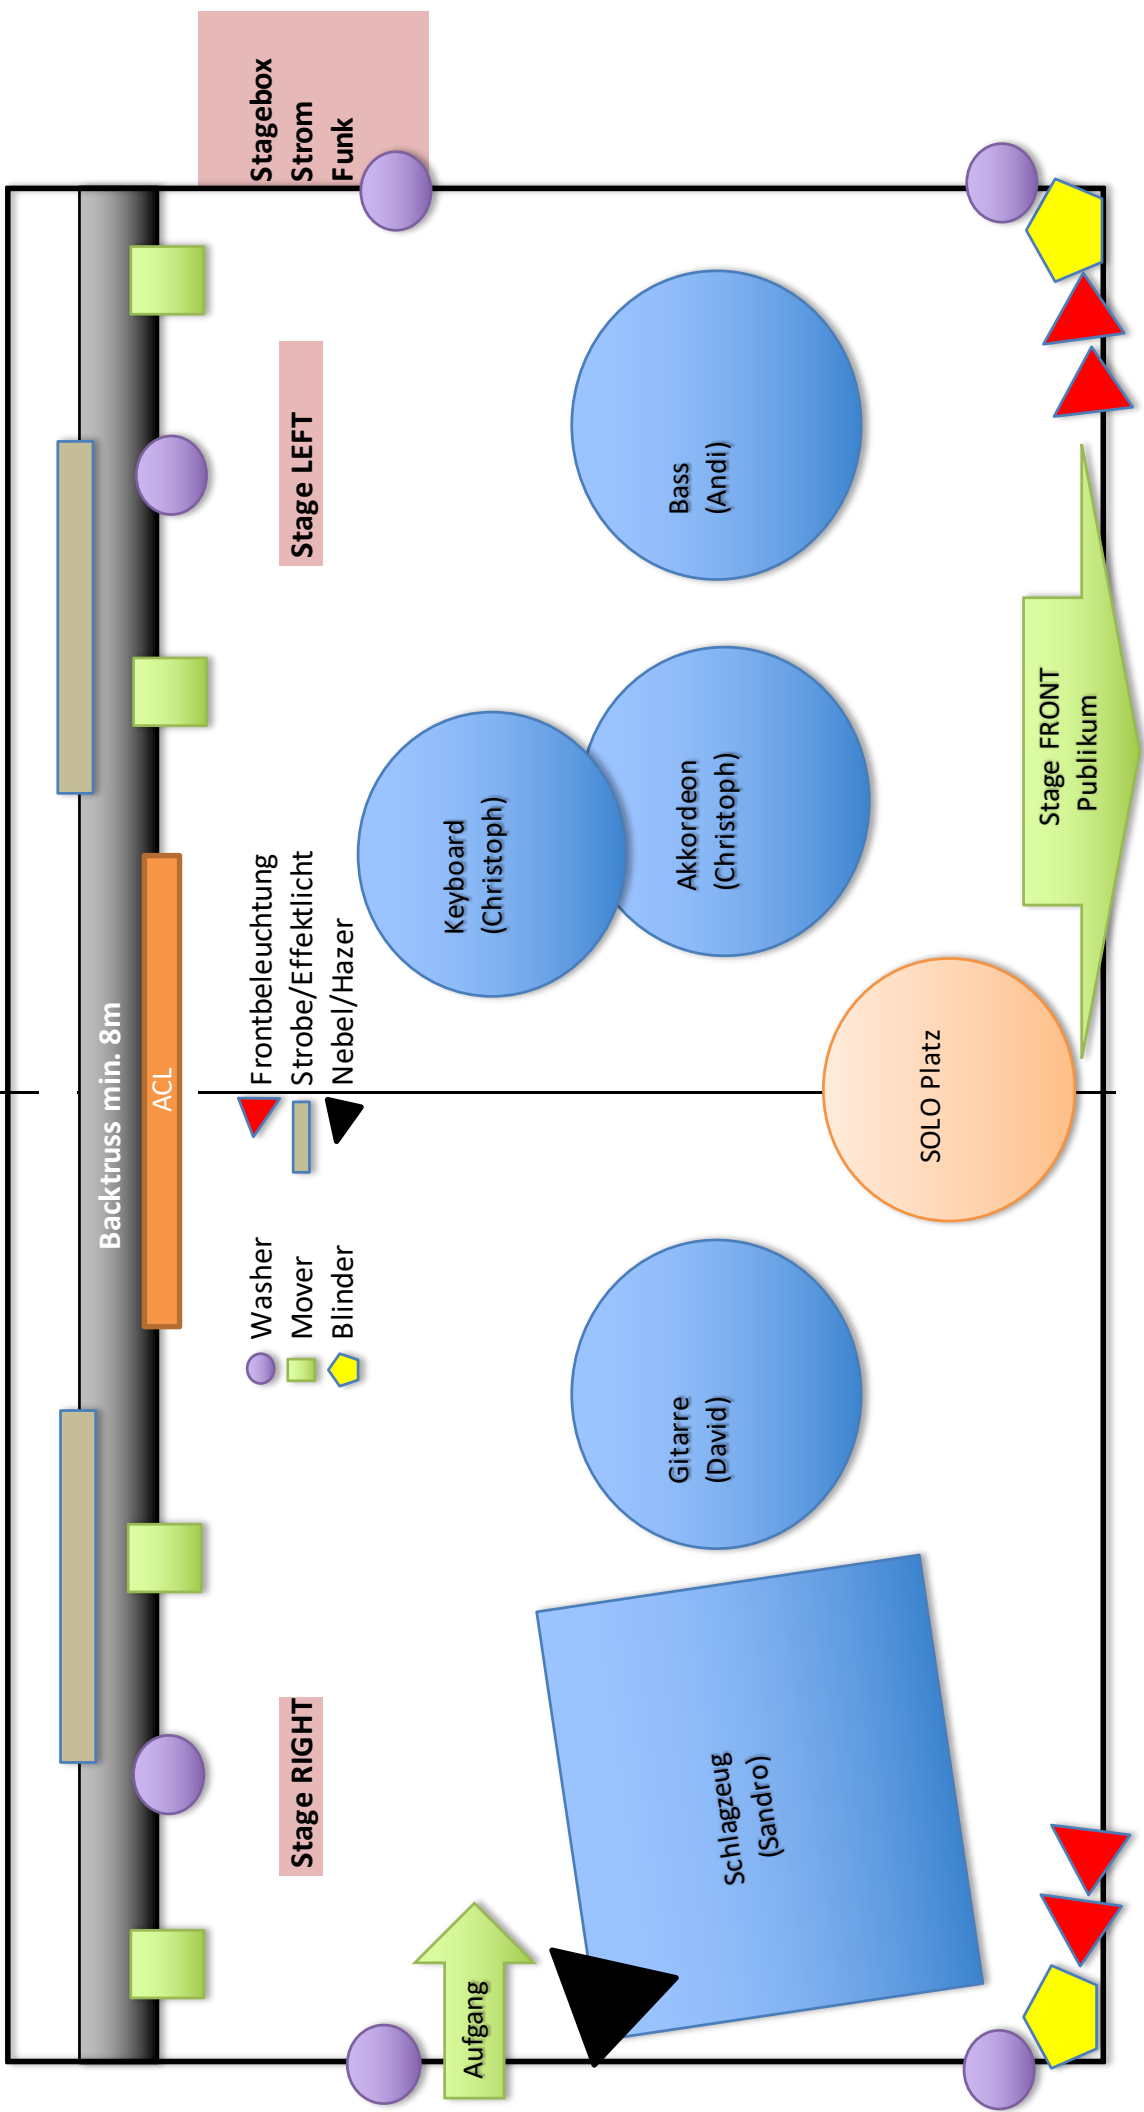 Backtruss min. 8m
ACL
Washer
Mover
Blinder
Frontbeleuchtung
Strobe/Effektlicht
Nebel/Hazer
Stagebox
Strom
Funk
Stage RIGHT
Stage LEFT
Aufgang
Schlagzeug
(Sandro)
Gitarre
(David)
Keyboard
(Christoph)
Akkordeon
(Christoph)
Bass
(Andi)
SOLO Platz
Stage FRONT
Publikum